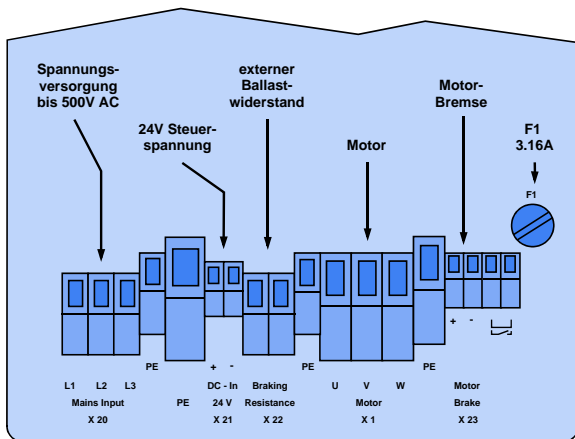 Spannungs-
versorgung
bis 500V AC
externer
Ballast-
widerstand
Motor-
Bremse
24V Steuer-
spannung
Motor
F1
3.16A
F1
+ -
PE PE PE
+ -
L1 L2 L3 DC - In Braking U V W Motor
Mains Input PE 24 V Resistance Motor Brake
X 20 X 21 X 22 X 1 X 23